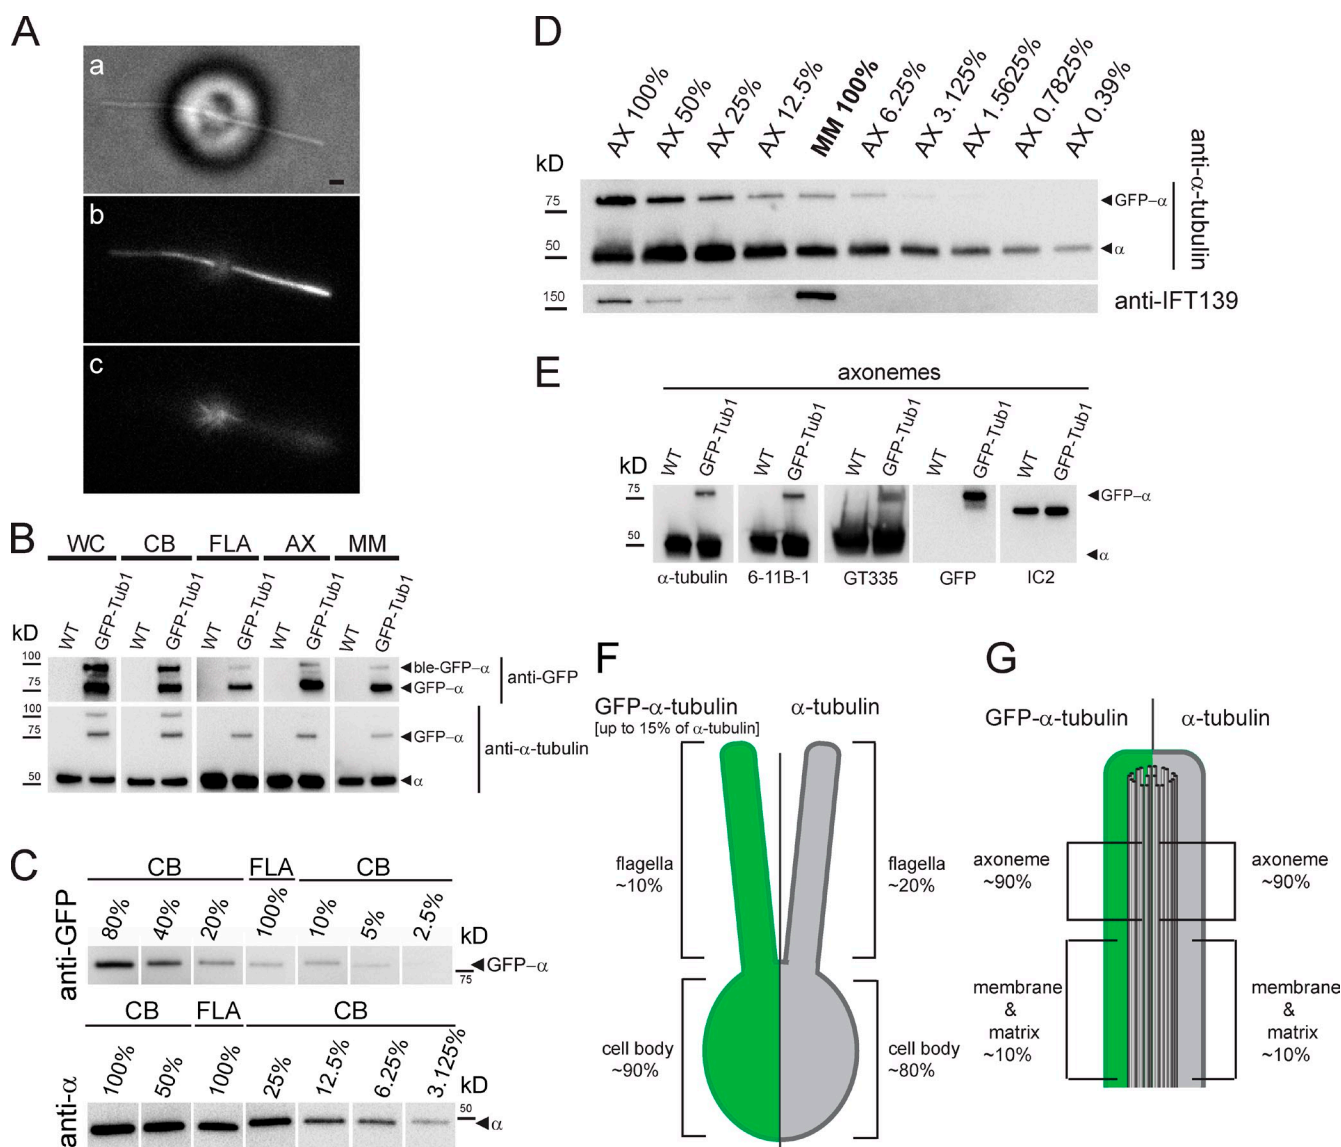 A
a
b
c
B
WC CB FLA AX MM
WT GFP-Tub1 WT GFP-Tub1 WT GFP-Tub1 WT GFP-Tub1 WT GFP-Tub1
kD
100
75
ble-GFP–α
GFP–α
anti-GFP
100
75
50
GFP–α
α
anti-α-tubulin
C
CB FLA CB
80% 40% 20% 100% 10% 5% 2.5%
kD
anti-GFP
GFP–α
75
CB FLA CB
100% 50% 100% 25% 12.5% 6.25% 3.125%
kD
anti-α
50
α
D
AX 100% AX 50% AX 25% AX 12.5% MM 100% AX 6.25% AX 3.125% AX 1.5625% AX 0.7825% AX 0.39%
kD
75
50
GFP–α
α
anti-α-tubulin
150
anti-IFT139
E
axonemes
WT GFP-Tub1 WT GFP-Tub1 WT GFP-Tub1 WT GFP-Tub1 WT GFP-Tub1
kD
75
50
GFP–α
α
α-tubulin 6-11B-1 GT335 GFP IC2
F
GFP-α-tubulin
[up to 15% of α-tubulin]
α-tubulin
flagella
~10%
flagella
~20%
cell body
~90%
cell body
~80%
G
GFP-α-tubulin
α-tubulin
axoneme
~90%
axoneme
~90%
membrane
&
matrix
~10%
membrane
&
matrix
~10%